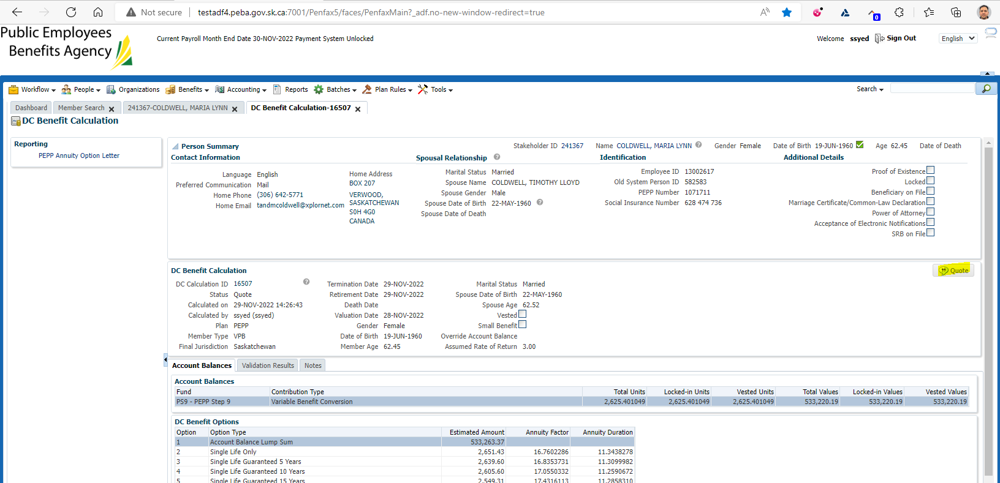 Not secure | testadf4.peba.gov.sk.ca:7001/Penfax5/faces/PenfaxMain?_adf.no-new-window-redirect=true
0
Public Employees
Benefits Agency
Current Payroll Month End Date 30-NOV-2022 Payment System Unlocked
Welcome ssyed Sign Out English
Workflow People Organizations Benefits Accounting Reports Batches Plan Rules Tools Search
Dashboard Member Search 241367-COLDWELL, MARIA LYNN DC Benefit Calculation-16507
DC Benefit Calculation
Reporting
PEPP Annuity Option Letter
Person Summary Stakeholder ID 241367 Name COLDWELL, MARIA LYNN Gender Female Date of Birth 19-JUN-1960 Age 62.45 Date of Death
Contact Information
Language English
Preferred Communication Mail
Home Phone (306) 642-5771
Home Email tandmcoldwell@xplornet.com
Home Address
BOX 207
VERWOOD,
SASKATCHEWAN
S0H 4G0
CANADA
Spousal Relationship
Marital Status Married
Spouse Name COLDWELL, TIMOTHY LLOYD
Spouse Gender Male
Spouse Date of Birth 22-MAY-1960
Spouse Date of Death
Identification
Employee ID 13002617
Old System Person ID 582583
PEPP Number 1071711
Social Insurance Number 628 474 736
Additional Details
Proof of Existence
Locked
Beneficiary on File
Marriage Certificate/Common-Law Declaration
Power of Attorney
Acceptance of Electronic Notifications
SRB on File
DC Benefit Calculation
Quote
DC Calculation ID 16507
Status Quote
Calculated on 29-NOV-2022 14:26:43
Calculated by ssyed (ssyed)
Plan PEPP
Member Type VPB
Final Jurisdiction Saskatchewan
Termination Date 29-NOV-2022
Retirement Date 29-NOV-2022
Death Date
Valuation Date 28-NOV-2022
Gender Female
Date of Birth 19-JUN-1960
Member Age 62.45
Marital Status Married
Spouse Date of Birth 22-MAY-1960
Spouse Age 62.52
Vested
Small Benefit
Override Account Balance
Assumed Rate of Return 3.00
Account Balances Validation Results Notes
Account Balances
Fund Contribution Type Total Units Locked-in Units Vested Units Total Values Locked-in Values Vested Values
PS9 - PEPP Step 9 Variable Benefit Conversion 2,625.401049 2,625.401049 2,625.401049 533,220.19 533,220.19 533,220.19
DC Benefit Options
Option Option Type Estimated Amount Annuity Factor Annuity Duration
1 Account Balance Lump Sum 533,263.37
2 Single Life Only 2,651.43 16.7602286 11.3438278
3 Single Life Guaranteed 5 Years 2,639.60 16.8353731 11.3099982
4 Single Life Guaranteed 10 Years 2,605.60 17.0550332 11.2590672
5 Single Life Guaranteed 15 Years 2,549.31 17.4316113 11.2858310